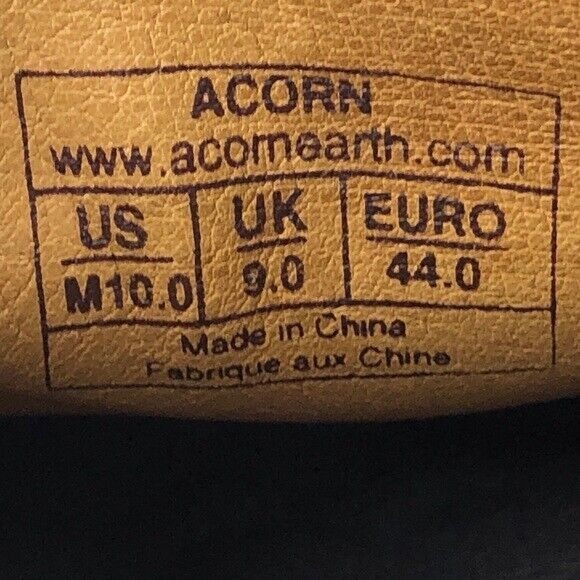 ACORN
www.acornearth.com
US UK EURO
M10.0 9.0 44.0
Made in China
Fabrique aux Chine